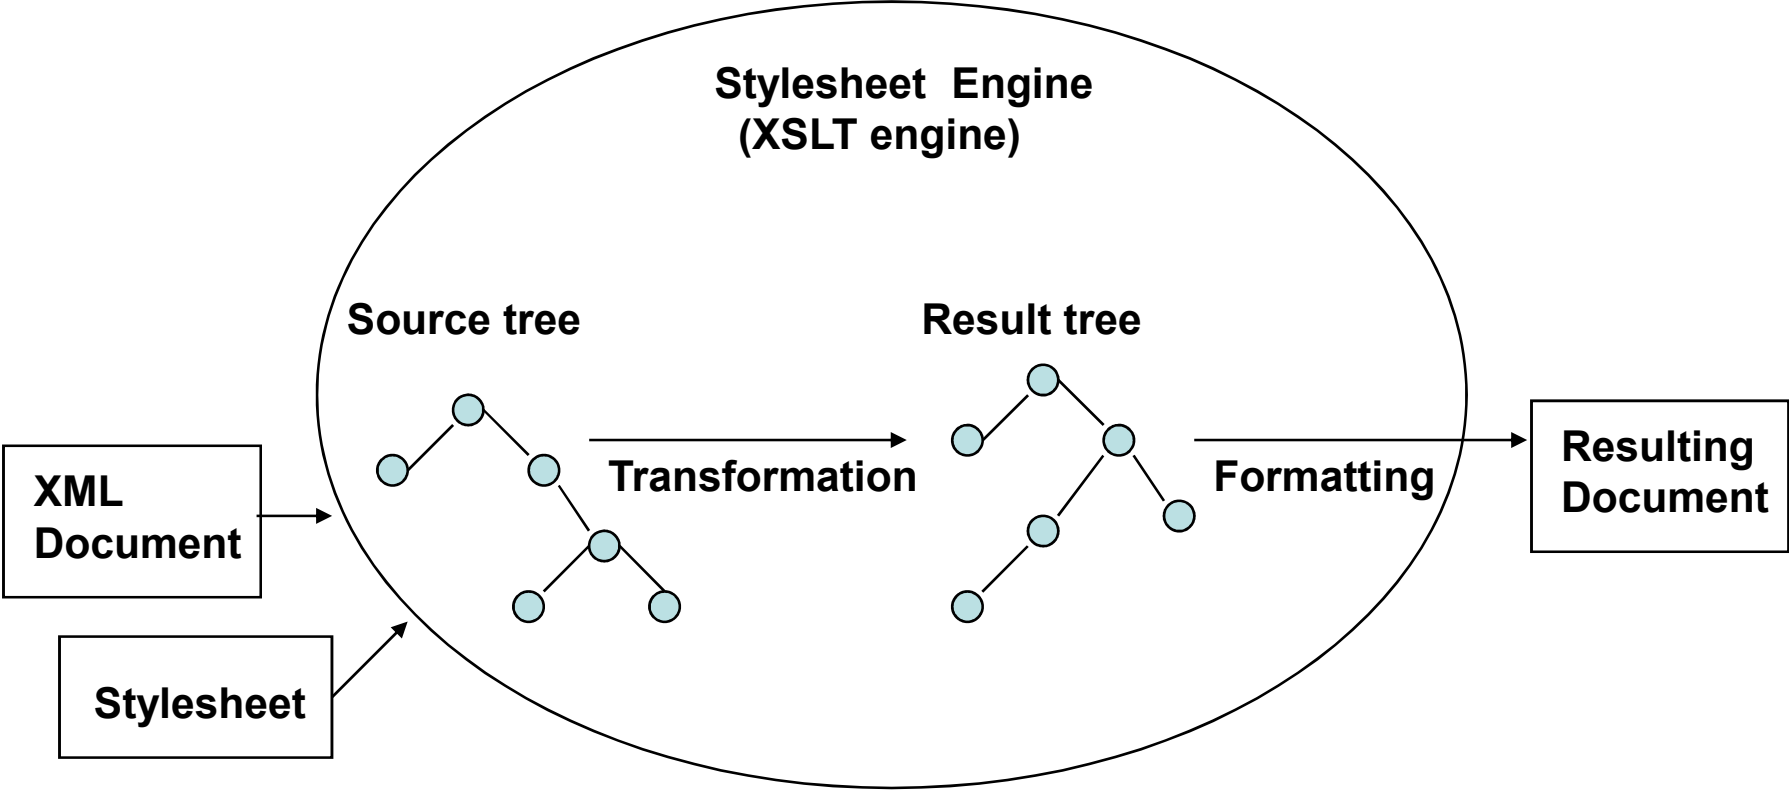 Stylesheet  Engine
(XSLT engine)
Source tree
Result tree
XML
Document
Stylesheet
Transformation
Formatting
Resulting
Document